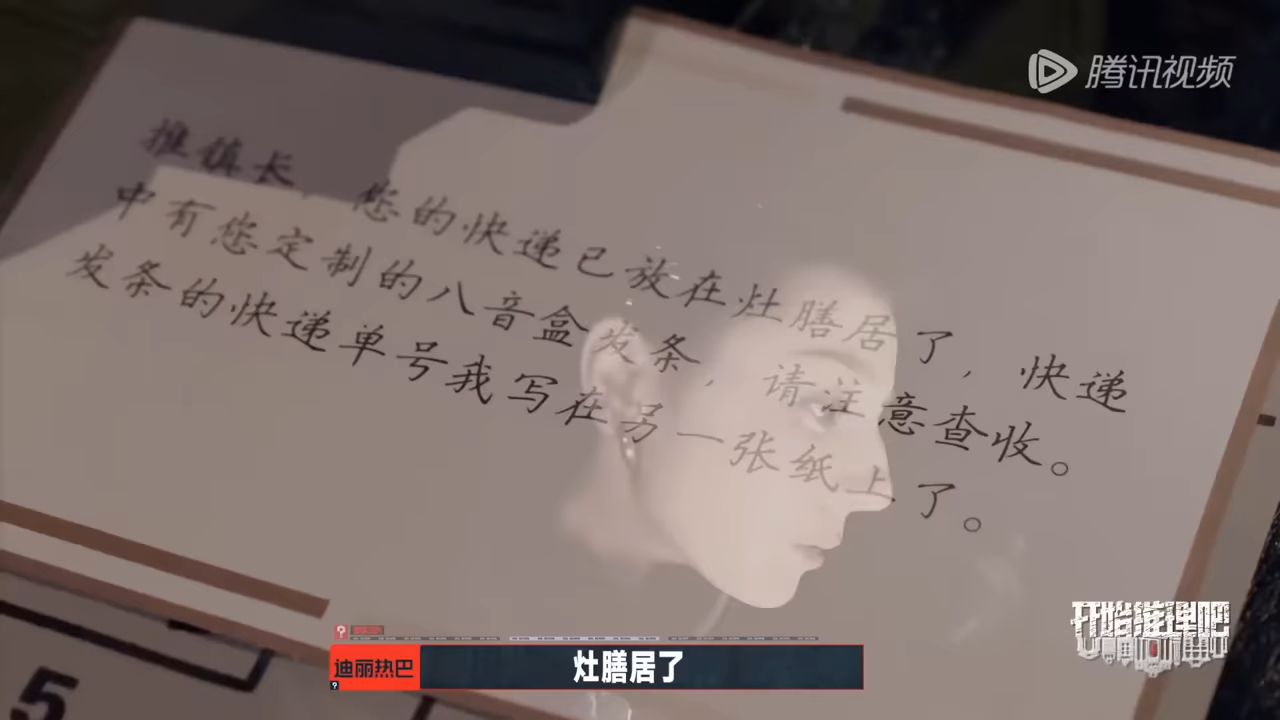 腾讯视频
推镇长，您的快递已放在灶膳居了，快递
中有您定制的八音盒发条，请注意查收。
发条的快递单号我写在另一张纸上了。
开始推理吧
迪丽热巴
灶膳居了
5